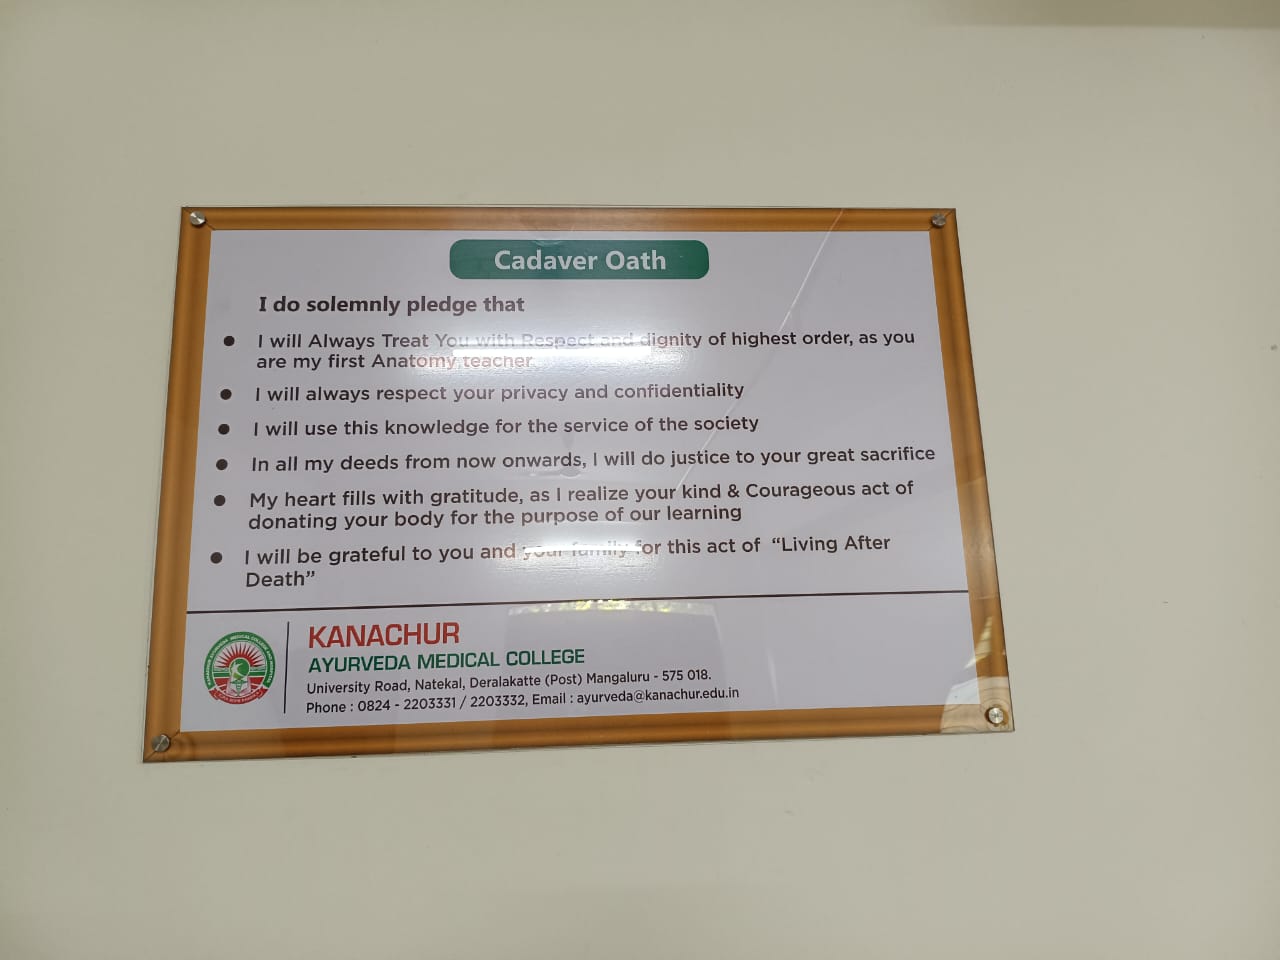 Cadaver Oath
I do solemnly pledge that
• I will Always Treat You with Respect and dignity of highest order, as you
are my first Anatomy teacher
• I will always respect your privacy and confidentiality
• I will use this knowledge for the service of the society
• In all my deeds from now onwards, I will do justice to your great sacrifice
• My heart fills with gratitude, as I realize your kind & Courageous act of
donating your body for the purpose of our learning
• I will be grateful to you and your family for this act of “Living After
Death”
KANACHUR
AYURVEDA MEDICAL COLLEGE
University Road, Natekal, Deralakatte (Post) Mangaluru - 575 018.
Phone : 0824 - 2203331 / 2203332, Email : ayurveda@kanachur.edu.in